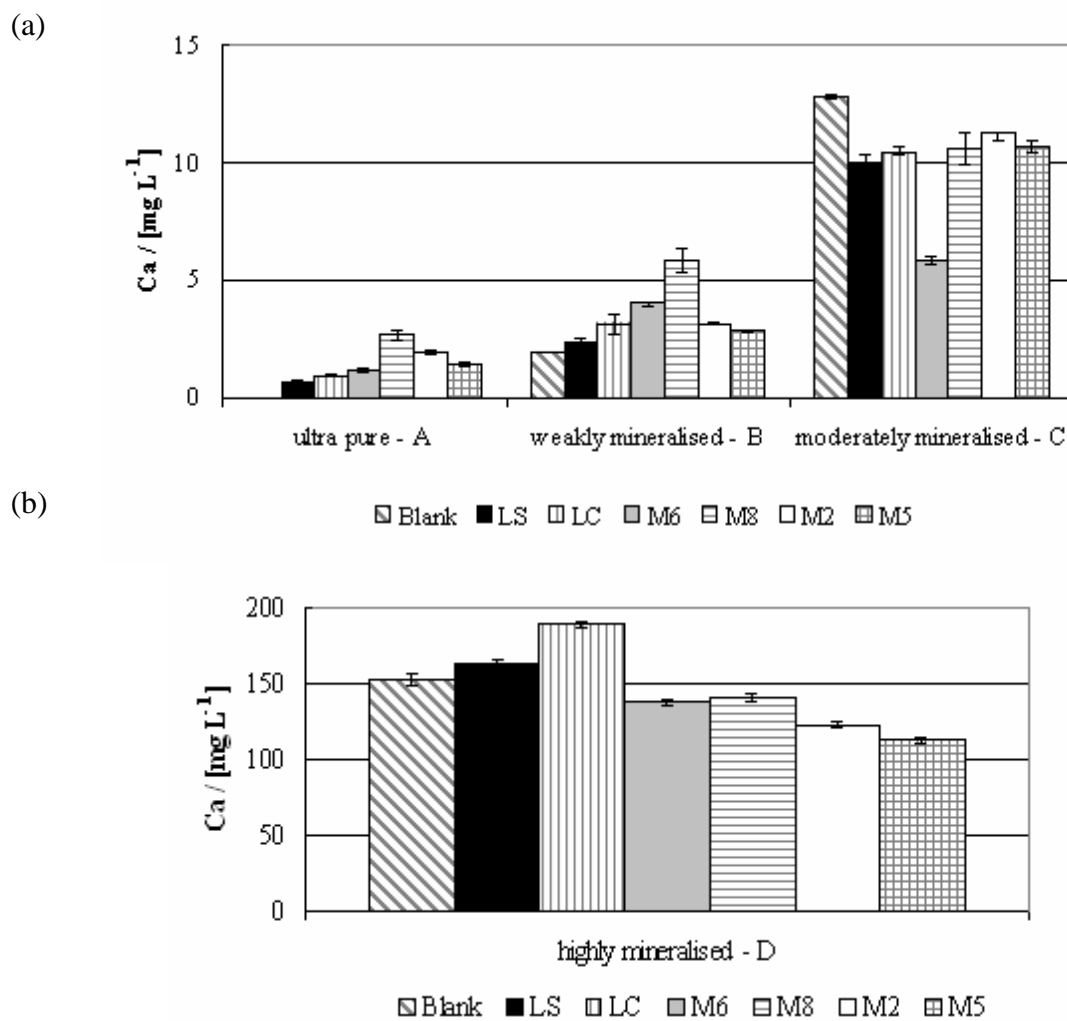 (a)
15
10
5
0
Ca / [mg L⁻¹]
ultra pure - A
weakly mineralised - B
moderately mineralised - C
Blank LS LC M6 M8 M2 M5
(b)
200
150
100
50
0
Ca / [mg L⁻¹]
highly mineralised - D
Blank LS LC M6 M8 M2 M5